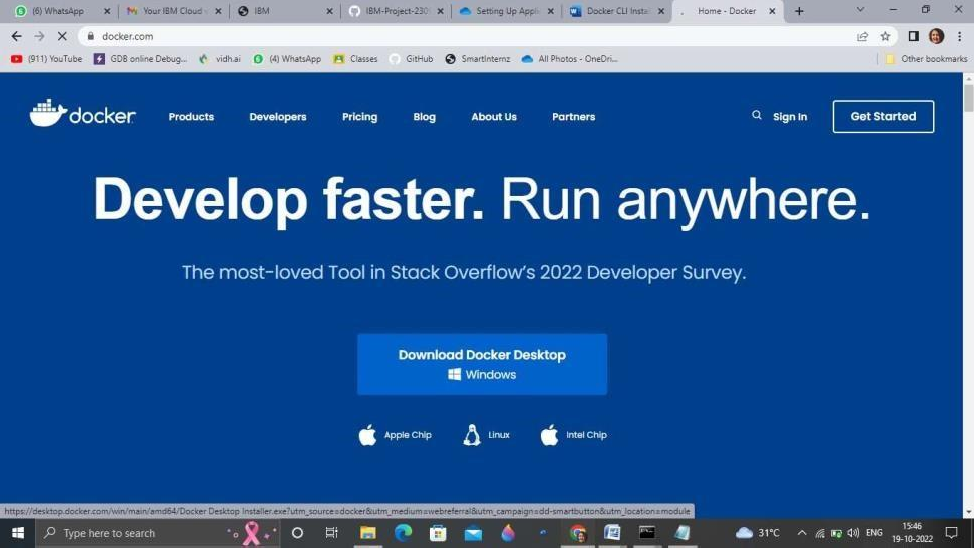 (6) WhatsApp
Your IBM Cloud
IBM
IBM-Project-230
Setting Up Appli
Docker CLI Instal
Home - Docker
docker.com
(911) YouTube
GDB online Debug...
vidh.ai
(4) WhatsApp
Classes
GitHub
SmartInternz
All Photos - OneDri...
Other bookmarks
docker
Products
Developers
Pricing
Blog
About Us
Partners
Sign In
Get Started
Develop faster. Run anywhere.
The most-loved Tool in Stack Overflow's 2022 Developer Survey.
Download Docker Desktop
Windows
Apple Chip
Linux
Intel Chip
https://desktop.docker.com/win/main/amd64/Docker Desktop Installer.exe?utm_source=docker&utm_medium=webreferral&utm_campaign=dd-smartbutton&utm_location=module
Type here to search
31°C
ENG
15:46
19-10-2022